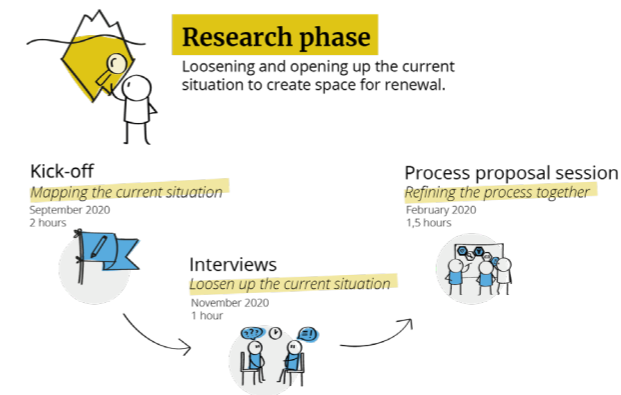 Research phase
Loosening and opening up the current
situation to create space for renewal.
Kick-off
Mapping the current situation
September 2020
2 hours
Interviews
Loosen up the current situation
November 2020
1 hour
????
=!
Process proposal session
Refining the process together
February 2020
1,5 hours